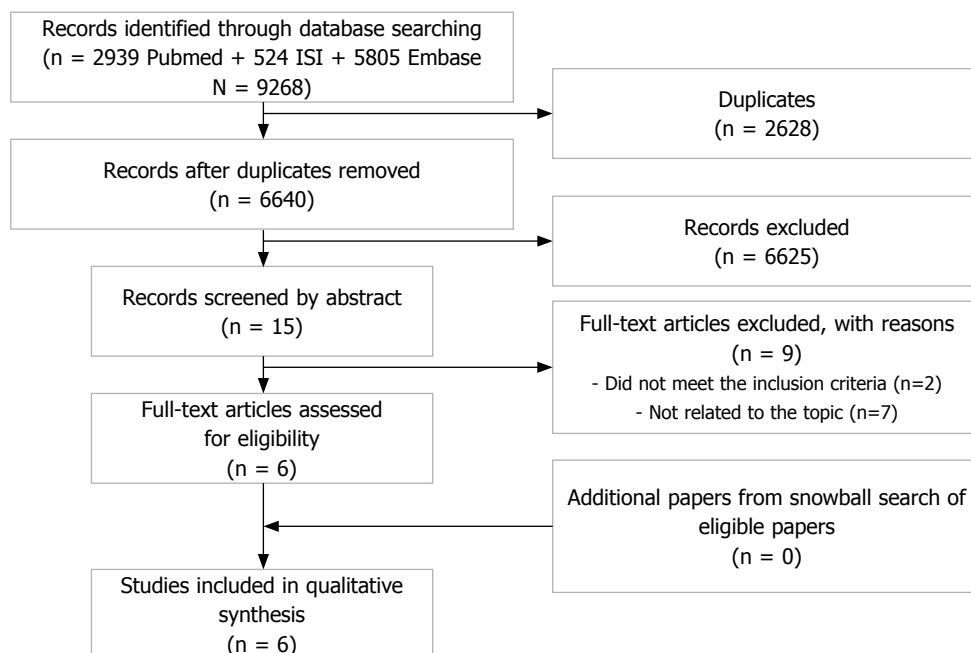 Records identified through database searching
(n = 2939 Pubmed + 524 ISI + 5805 Embase
N = 9268)
Duplicates
(n = 2628)
Records after duplicates removed
(n = 6640)
Records excluded
(n = 6625)
Records screened by abstract
(n = 15)
Full-text articles excluded, with reasons
(n = 9)
- Did not meet the inclusion criteria (n=2)
- Not related to the topic (n=7)
Full-text articles assessed
for eligibility
(n = 6)
Additional papers from snowball search of
eligible papers
(n = 0)
Studies included in qualitative
synthesis
(n = 6)